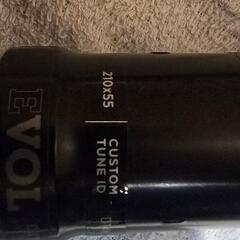 EVOL
210x55
CUSTOM
TUNE ID